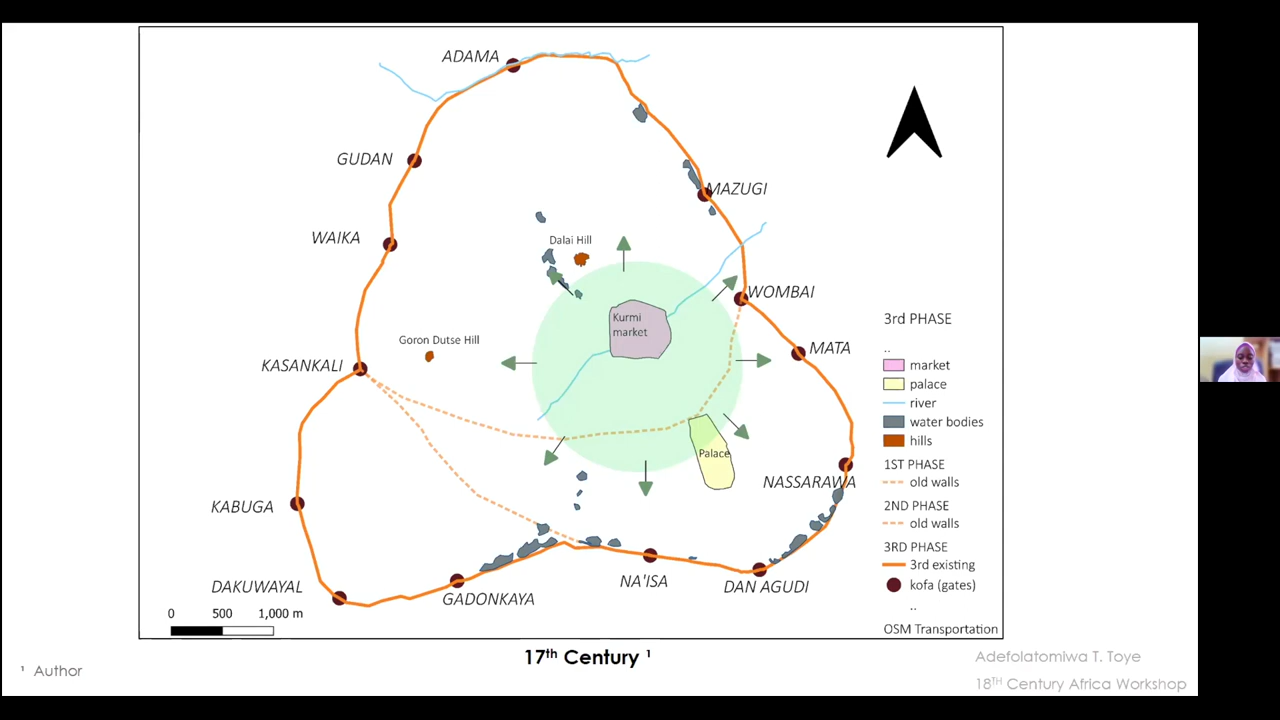 ADAMA
GUDAN
MAZUGI
WAIKA
Dalai Hill
WOMBAI
Kurmi
market
Goron Dutse Hill
MATA
KASANKALI
Palace
NASSARAWA
KABUGA
NA'ISA
DAN AGUDI
DAKUWAYAL
GADONKAYA
0 500 1,000 m
3rd PHASE
..
market
palace
river
water bodies
hills
1ST PHASE
old walls
2ND PHASE
old walls
3RD PHASE
3rd existing
kofa (gates)
..
OSM Transportation
17th Century ¹
¹ Author
Adefolatomiwa T. Toye
18TH Century Africa Workshop